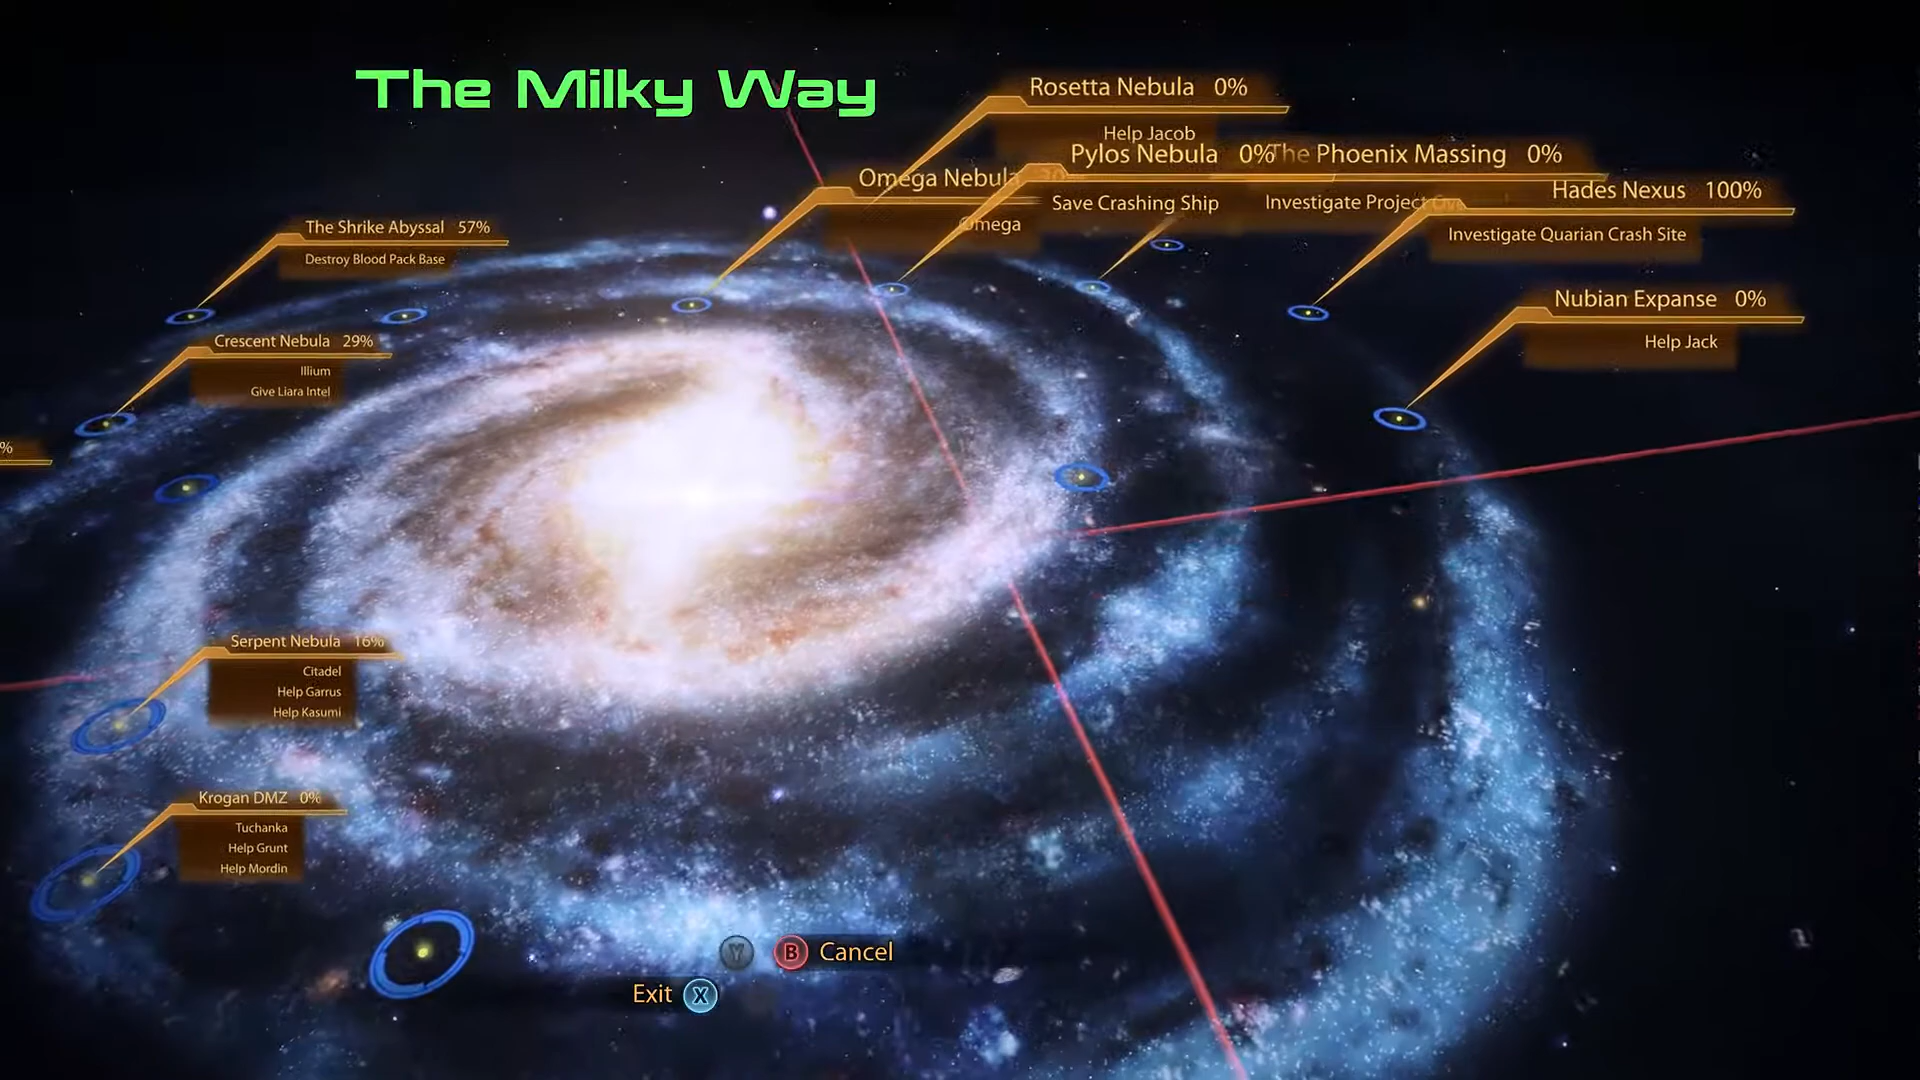 The Milky Way
Rosetta Nebula 0%
Help Jacob
Pylos Nebula 0%
Save Crashing Ship
The Phoenix Massing 0%
Investigate Project
Omega Nebula
Omega
Hades Nexus 100%
Investigate Quarian Crash Site
The Shrike Abyssal 57%
Destroy Blood Pack Base
Nubian Expanse 0%
Help Jack
Crescent Nebula 29%
Illium
Give Liara Intel
%
Serpent Nebula 16%
Citadel
Help Garrus
Help Kasumi
Krogan DMZ 0%
Tuchanka
Help Grunt
Help Mordin
Y B Cancel
Exit X